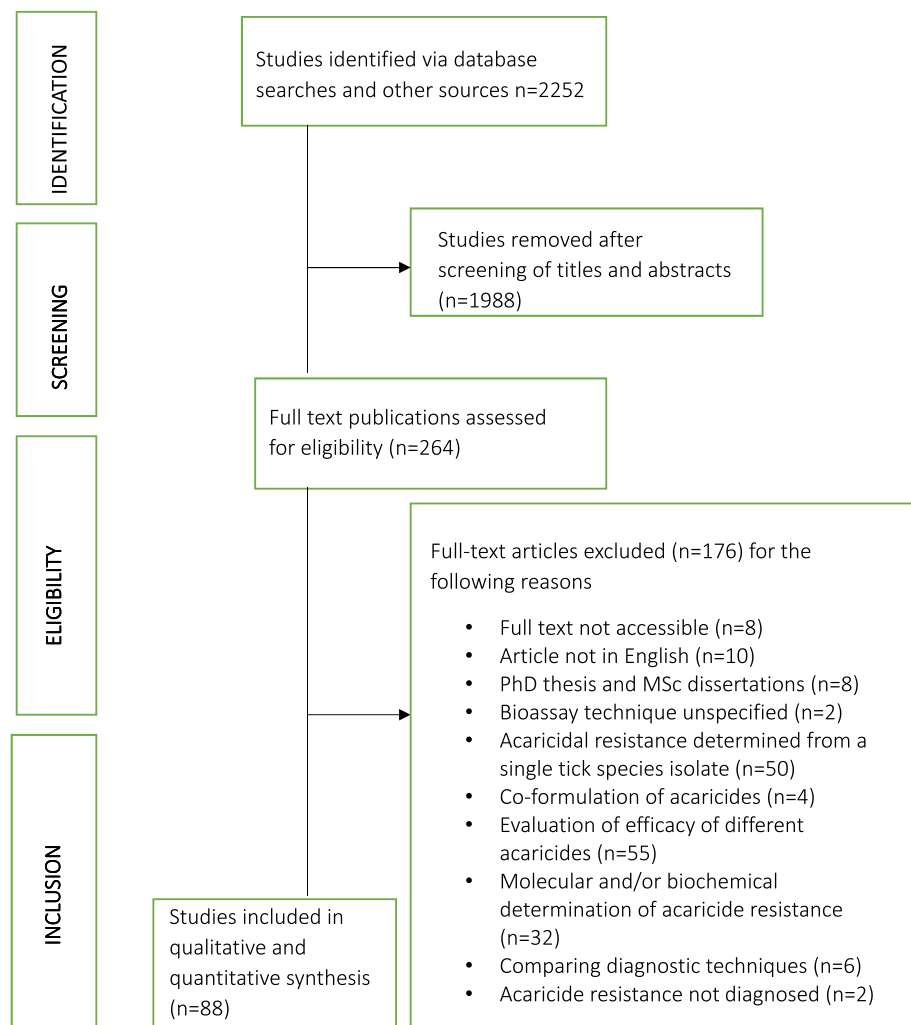 IDENTIFICATION
Studies identified via database
searches and other sources n=2252
SCREENING
Studies removed after
screening of titles and abstracts
(n=1988)
Full text publications assessed
for eligibility (n=264)
ELIGIBILITY
Full-text articles excluded (n=176) for the
following reasons
• Full text not accessible (n=8)
• Article not in English (n=10)
• PhD thesis and MSc dissertations (n=8)
• Bioassay technique unspecified (n=2)
• Acaricidal resistance determined from a
single tick species isolate (n=50)
• Co-formulation of acaricides (n=4)
• Evaluation of efficacy of different
acaricides (n=55)
• Molecular and/or biochemical
determination of acaricide resistance
(n=32)
• Comparing diagnostic techniques (n=6)
• Acaricide resistance not diagnosed (n=2)
INCLUSION
Studies included in
qualitative and
quantitative synthesis
(n=88)